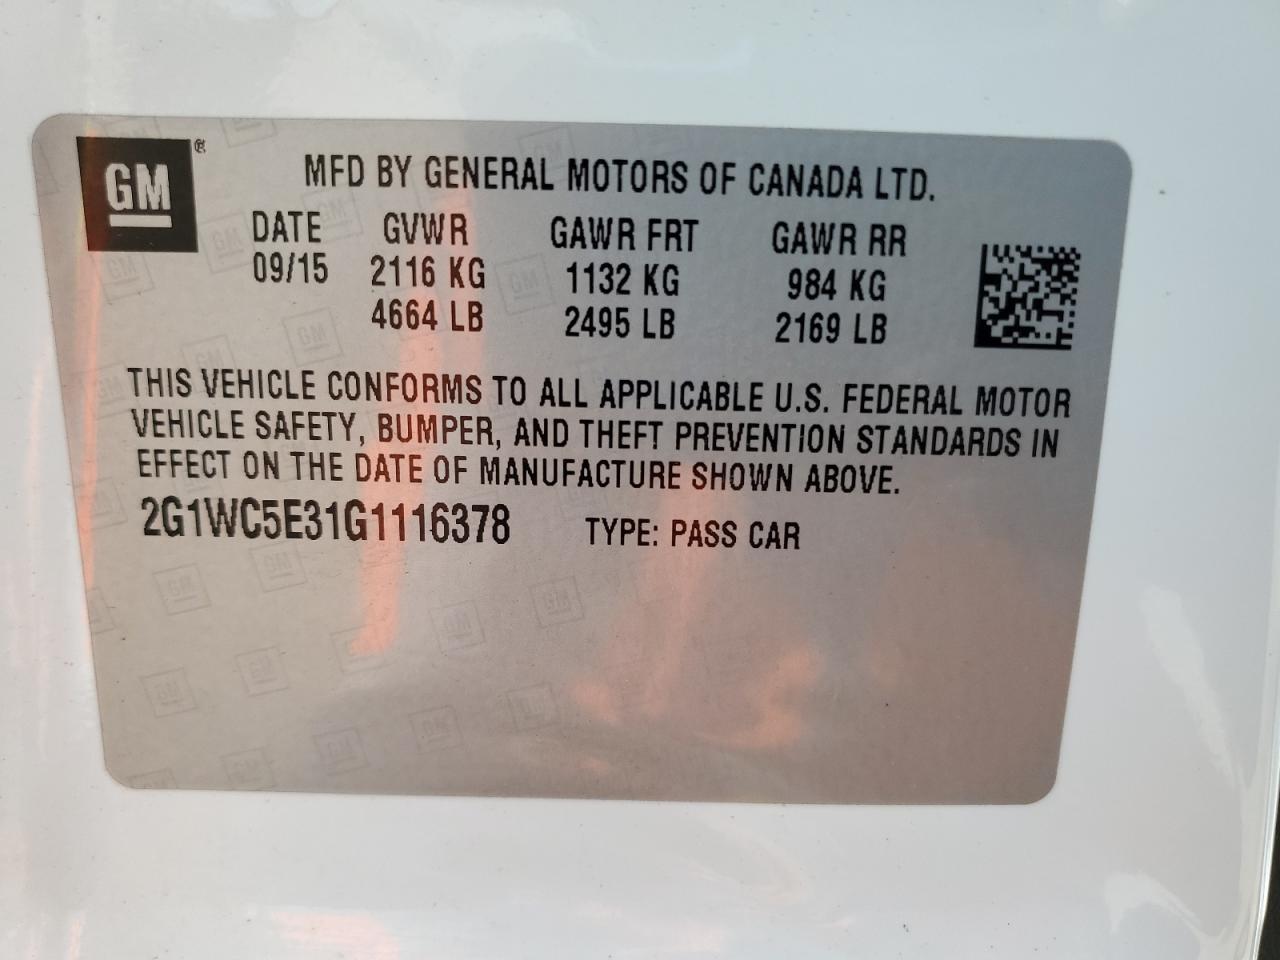 GM®
MFD BY GENERAL MOTORS OF CANADA LTD.
DATE GVWR GAWR FRT GAWR RR
09/15 2116 KG 1132 KG 984 KG
4664 LB 2495 LB 2169 LB
THIS VEHICLE CONFORMS TO ALL APPLICABLE U.S. FEDERAL MOTOR
VEHICLE SAFETY, BUMPER, AND THEFT PREVENTION STANDARDS IN
EFFECT ON THE DATE OF MANUFACTURE SHOWN ABOVE.
2G1WC5E31G1116378 TYPE: PASS CAR